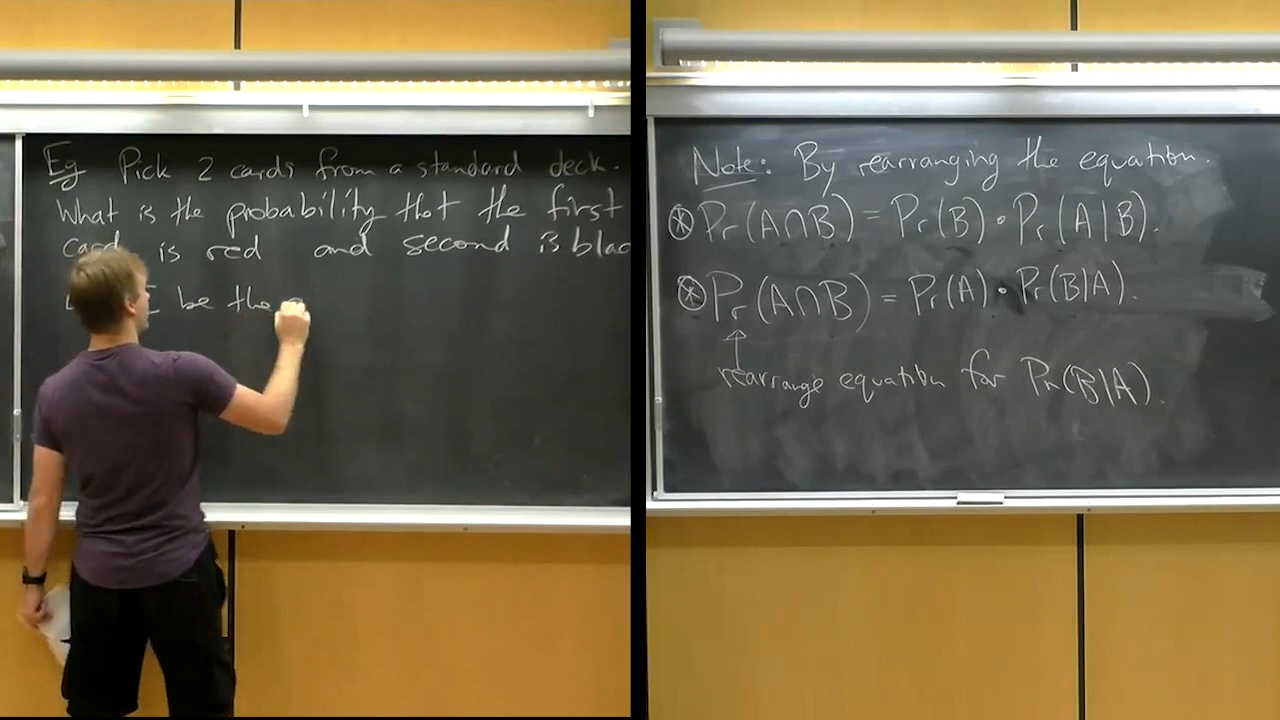 Eg Pick 2 cards from a standard deck.
What is the probability that the first
card is red and second is blac
be the
Note: By rearranging the equation.
⊛ Pr(A∩B) = Pr(B)·Pr(A|B).
⊛ Pr(A∩B) = Pr(A)·Pr(B|A).
↑
rearrange equation for Pr(B|A).